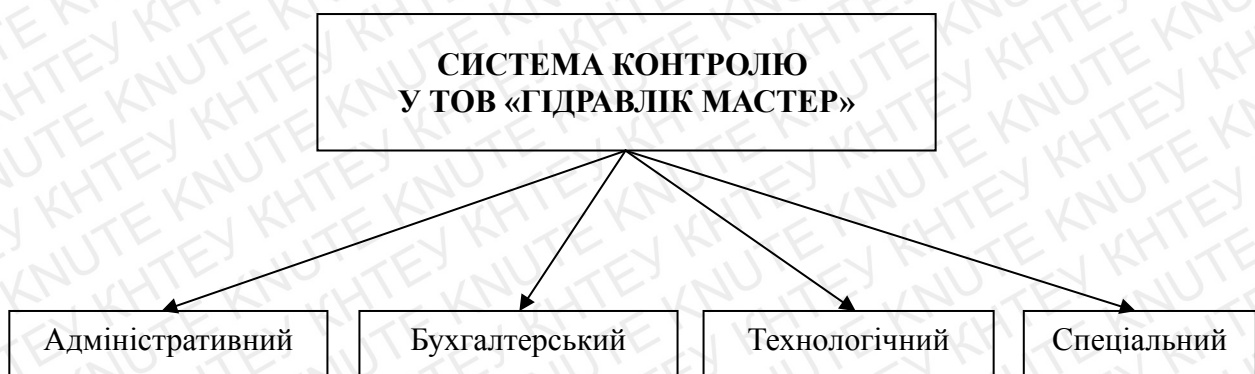 СИСТЕМА КОНТРОЛЮ
У ТОВ «ГІДРАВЛІК МАСТЕР»
Адміністративний
Бухгалтерський
Технологічний
Спеціальний